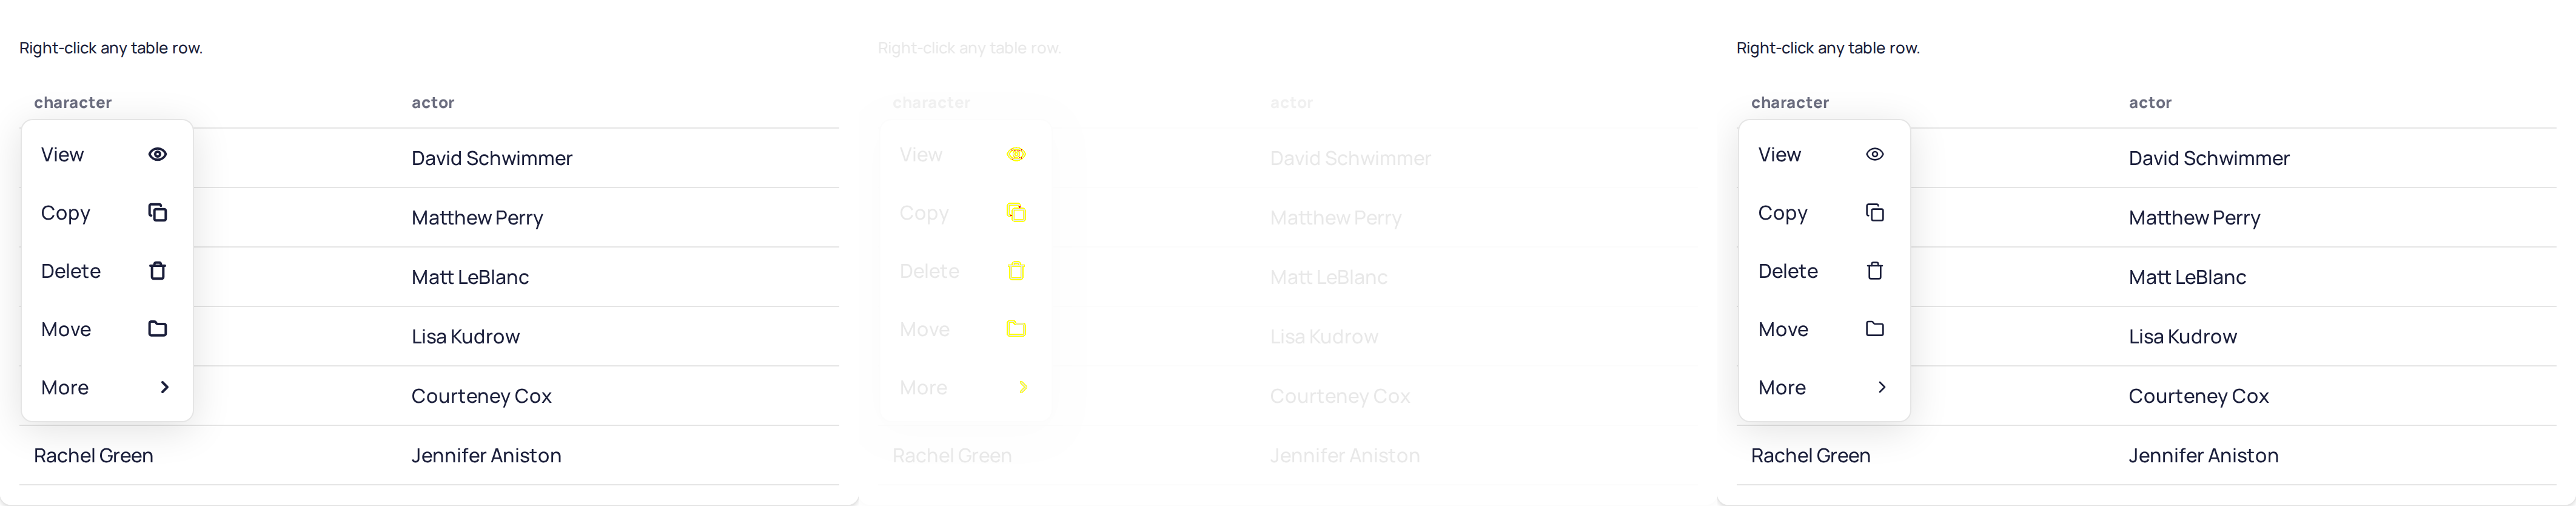 Right-click any table row.
character actor
View
David Schwimmer
Copy
Matthew Perry
Delete
Matt LeBlanc
Move
Lisa Kudrow
More
Courteney Cox
Rachel Green Jennifer Aniston
Right-click any table row.
character actor
View
David Schwimmer
Copy
Matthew Perry
Delete
Matt LeBlanc
Move
Lisa Kudrow
More
Courteney Cox
Rachel Green Jennifer Aniston
Right-click any table row.
character actor
View
David Schwimmer
Copy
Matthew Perry
Delete
Matt LeBlanc
Move
Lisa Kudrow
More
Courteney Cox
Rachel Green Jennifer Aniston